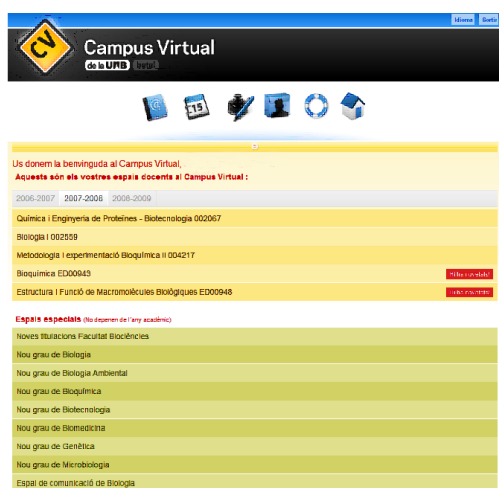 Idioma Sortir
CV
Campus Virtual
de la UAB
15
Us donem la benvinguda al Campus Virtual,
Aquests són els vostres espais docents al Campus Virtual :
2006-2007 2007-2008 2008-2009
Química i Enginyeria de Proteïnes - Biotecnologia 002067
Biologia I 002559
Metodologia i experimentació Bioquímica II 004217
Bioquímica ED00943
Estructura i Funció de Macromolècules Biològiques ED00948
Espais especials (No depenen de l'any acadèmic)
Noves titulacions Facultat Biociències
Nou grau de Biologia
Nou grau de Biologia Ambiental
Nou grau de Bioquímica
Nou grau de Biotecnologia
Nou grau de Biomedicina
Nou grau de Genètica
Nou grau de Microbiologia
Espai de comunicació de Biologia